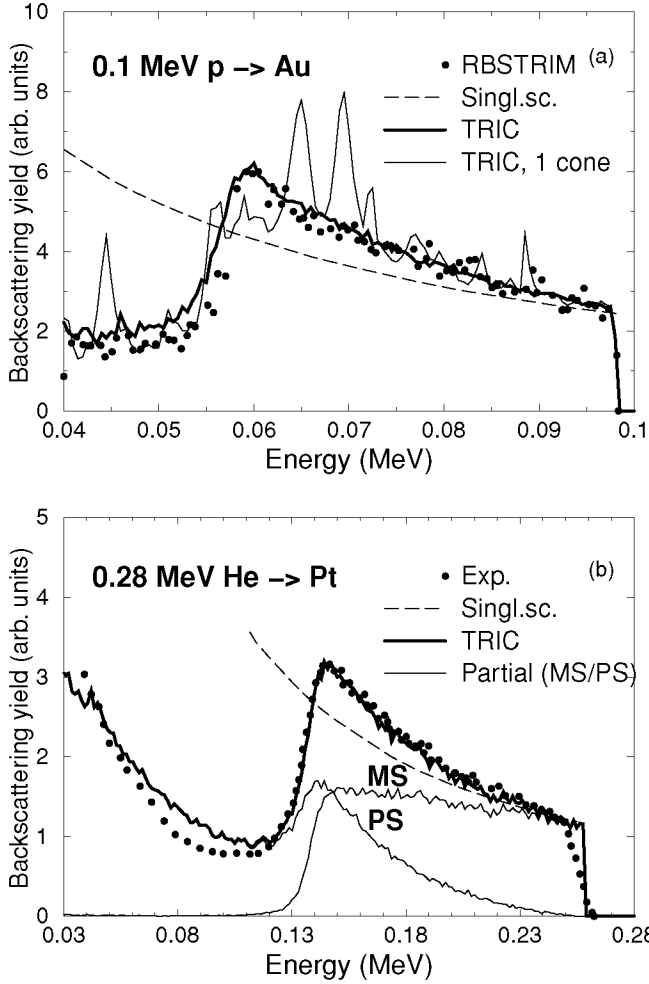 10
8
6
4
2
0
Backscattering yield (arb. units)
0.1 MeV p −> Au
RBSTRIM (a)
Singl.sc.
TRIC
TRIC, 1 cone
0.04 0.05 0.06 0.07 0.08 0.09 0.1
Energy (MeV)
5
4
3
2
1
0
Backscattering yield (arb. units)
0.28 MeV He −> Pt
Exp. (b)
Singl.sc.
TRIC
Partial (MS/PS)
MS
PS
0.03 0.08 0.13 0.18 0.23 0.28
Energy (MeV)